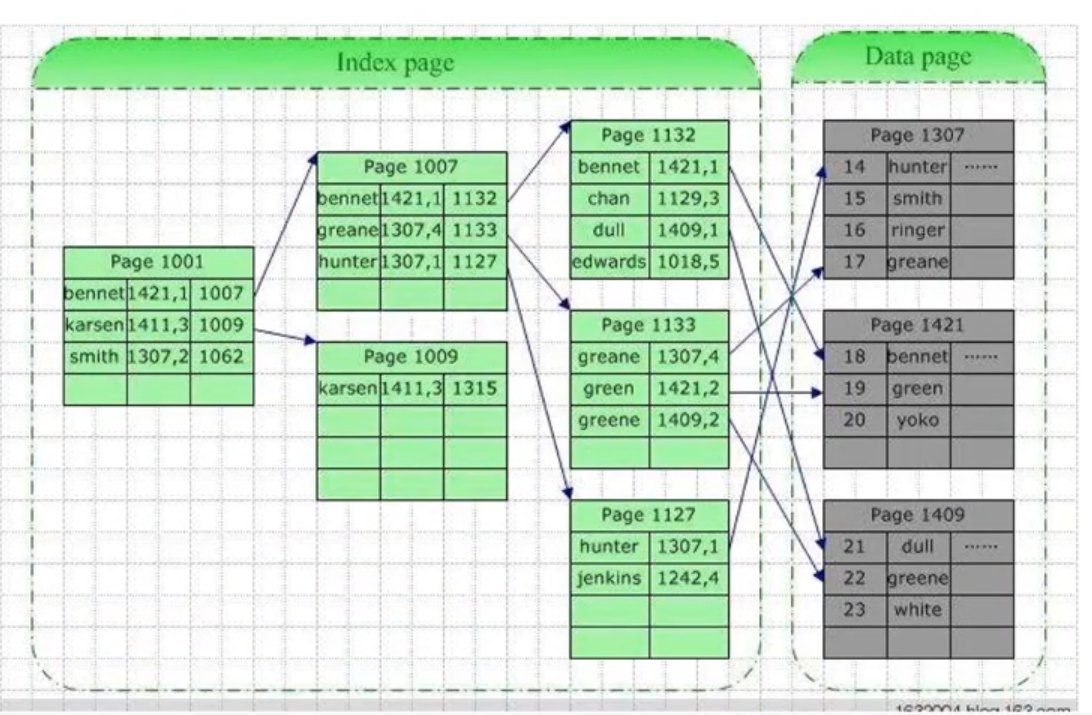 Index page
Data page
Page 1001
bennet 1421,1 1007
karsen 1411,3 1009
smith 1307,2 1062
Page 1007
bennet 1421,1 1132
greane 1307,4 1133
hunter 1307,1 1127
Page 1009
karsen 1411,3 1315
Page 1132
bennet 1421,1
chan 1129,3
dull 1409,1
edwards 1018,5
Page 1133
greane 1307,4
green 1421,2
greene 1409,2
Page 1127
hunter 1307,1
jenkins 1242,4
Page 1307
14 hunter ······
15 smith
16 ringer
17 greane
Page 1421
18 bennet ······
19 green
20 yoko
Page 1409
21 dull ······
22 greene
23 white